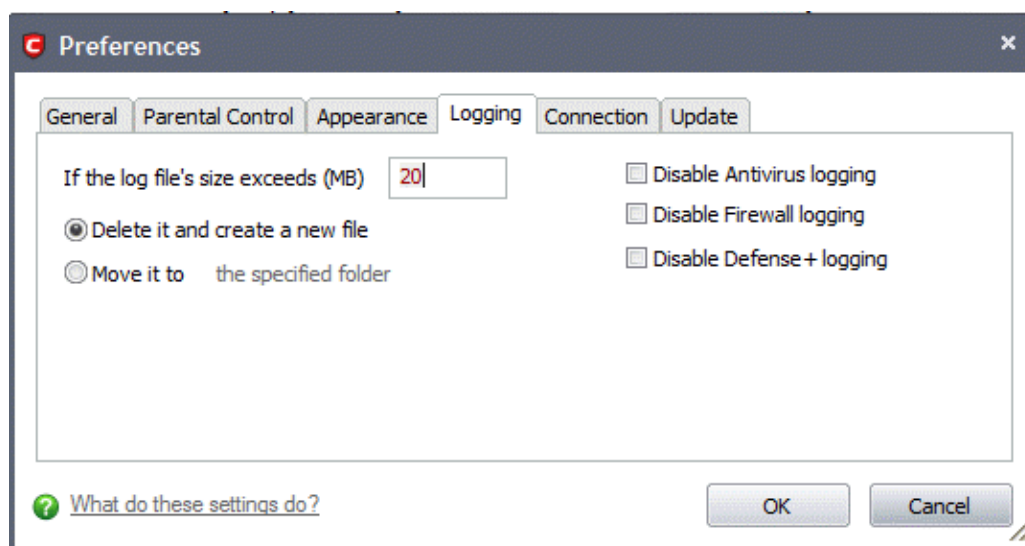 Preferences
General Parental Control Appearance Logging Connection Update
If the log file's size exceeds (MB) 20
Delete it and create a new file
Move it to the specified folder
Disable Antivirus logging
Disable Firewall logging
Disable Defense+ logging
What do these settings do?
OK Cancel